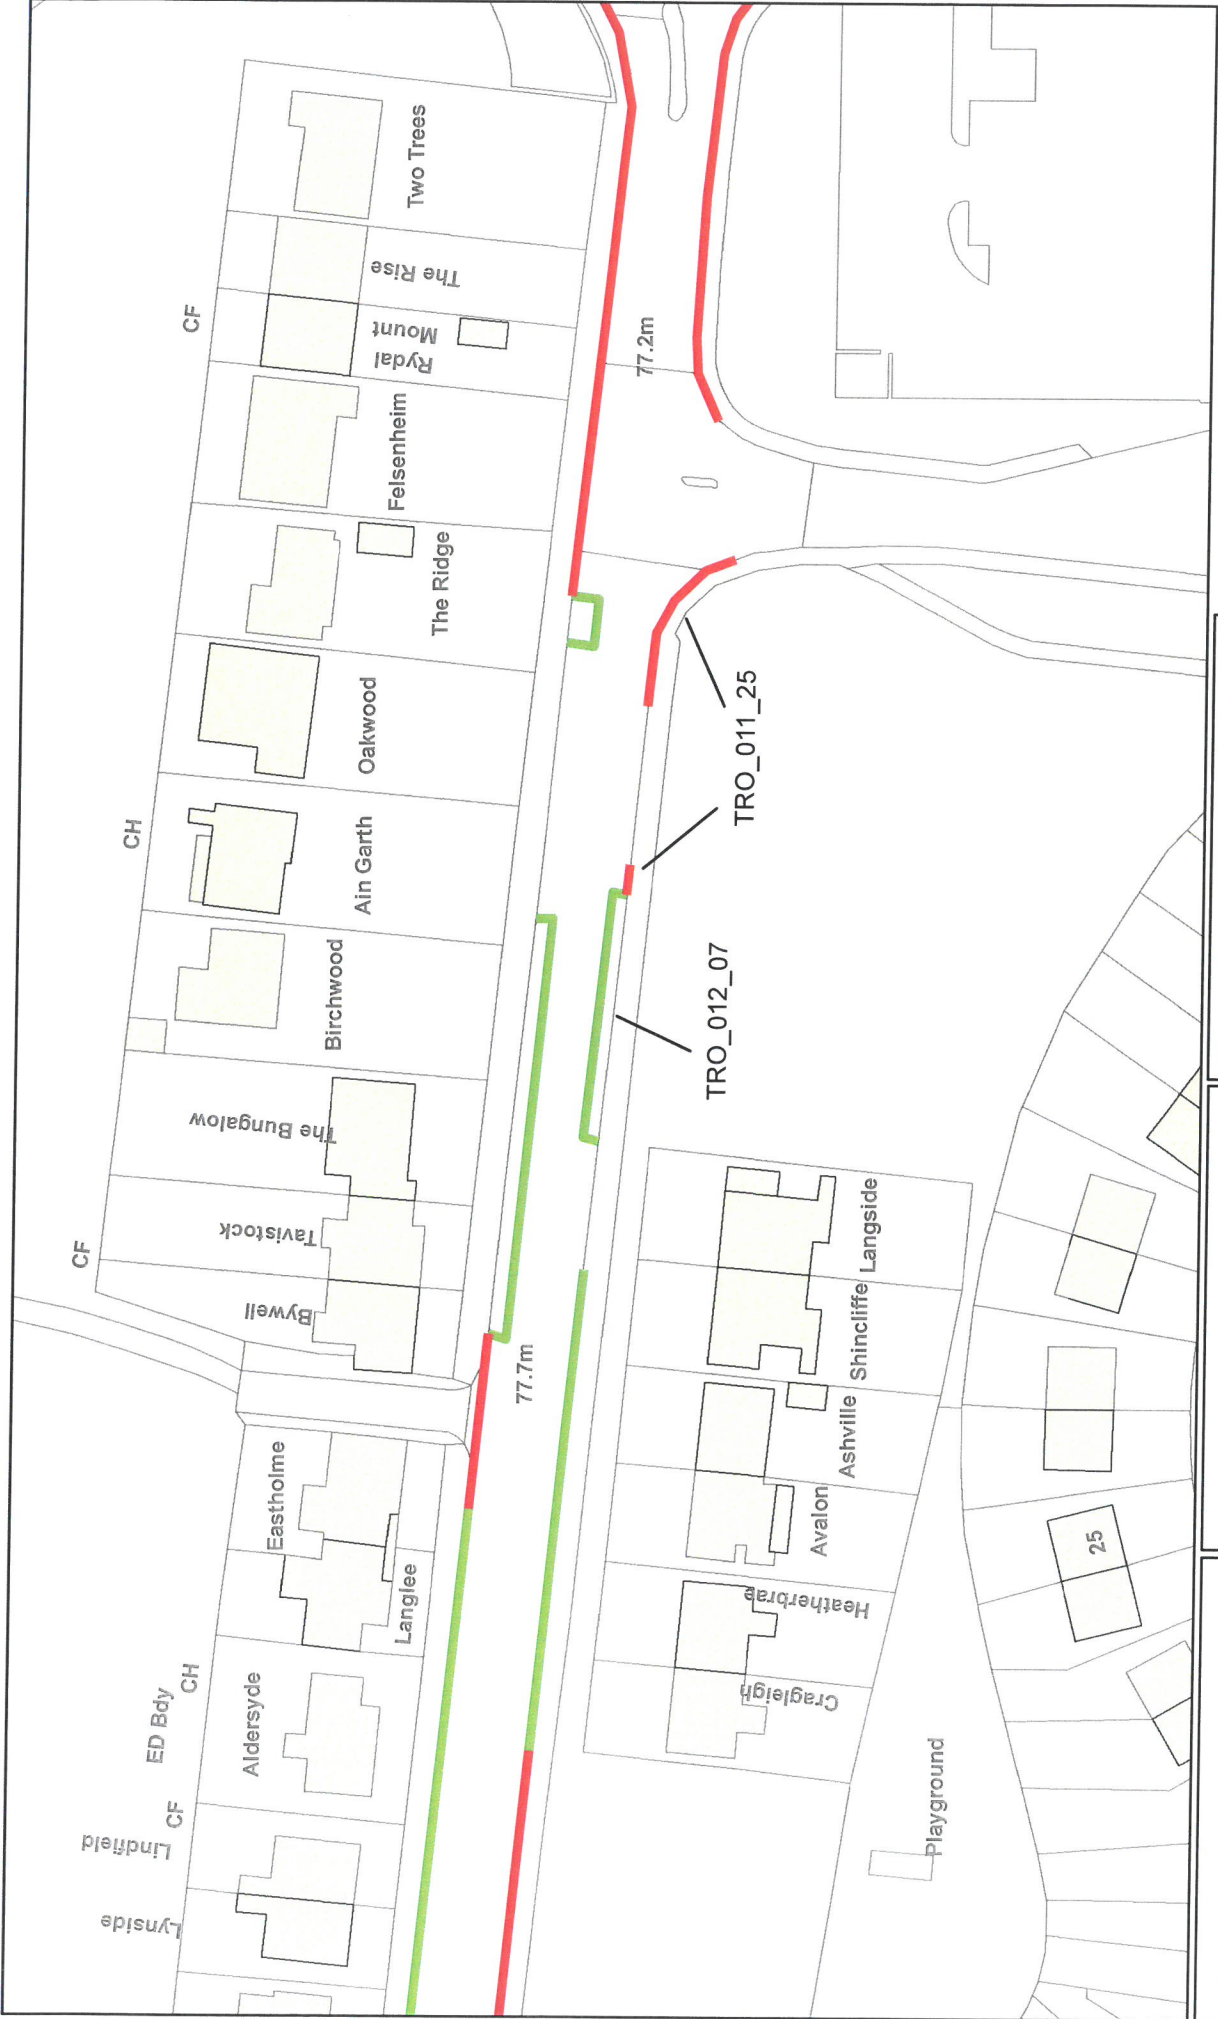 Two Trees
The Rise
CF
Rydal
Mount
77.2m
Felsenheim
The Ridge
Oakwood
TRO_011_25
CH
Ain Garth
Birchwood
TRO_012_07
The Bungalow
Tavistock
CF
Bywell
77.7m
Langside
Shincliffe
Eastholme
Ashville
Avalon
25
Langlee
Heatherbrae
CH
ED Bdy
Aldersyde
Cragleigh
CF
Lindfield
Playground
Lynside